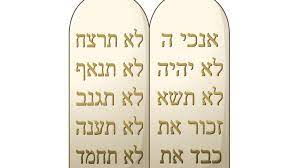 אנכי ה
לא יהיה
לא תשא
זכור את
כבד את
לא תרצח
לא תנאף
לא תגנב
לא תענה
לא תחמד